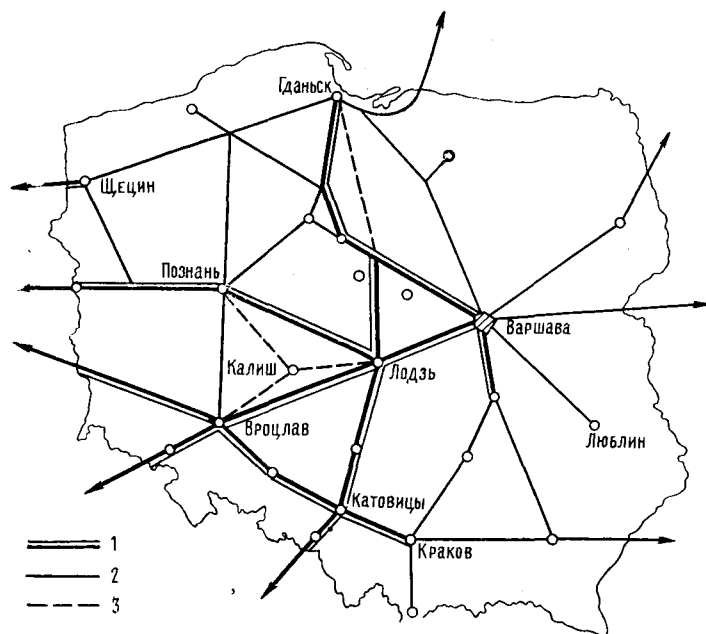 Гданьск
Щецин
Познань
Варшава
Калиш
Лодзь
Вроцлав
Люблин
Катовицы
Краков
1
2
3